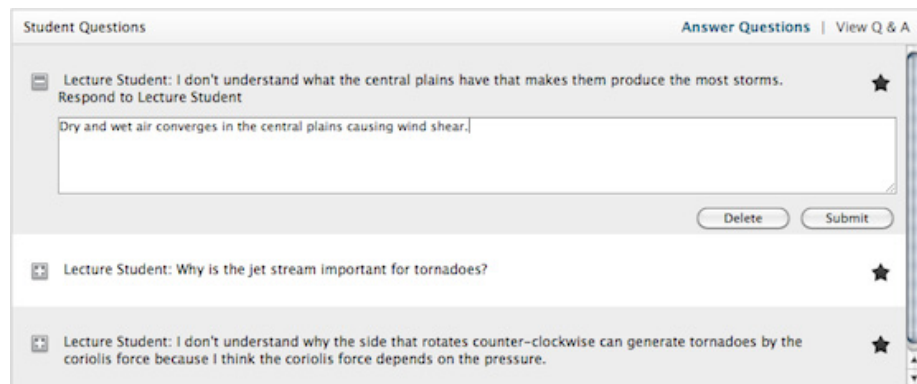 Student Questions
Answer Questions | View Q & A
Lecture Student: I don't understand what the central plains have that makes them produce the most storms.
Respond to Lecture Student
Dry and wet air converges in the central plains causing wind shear.
Delete
Submit
Lecture Student: Why is the jet stream important for tornadoes?
Lecture Student: I don't understand why the side that rotates counter-clockwise can generate tornadoes by the
coriolis force because I think the coriolis force depends on the pressure.